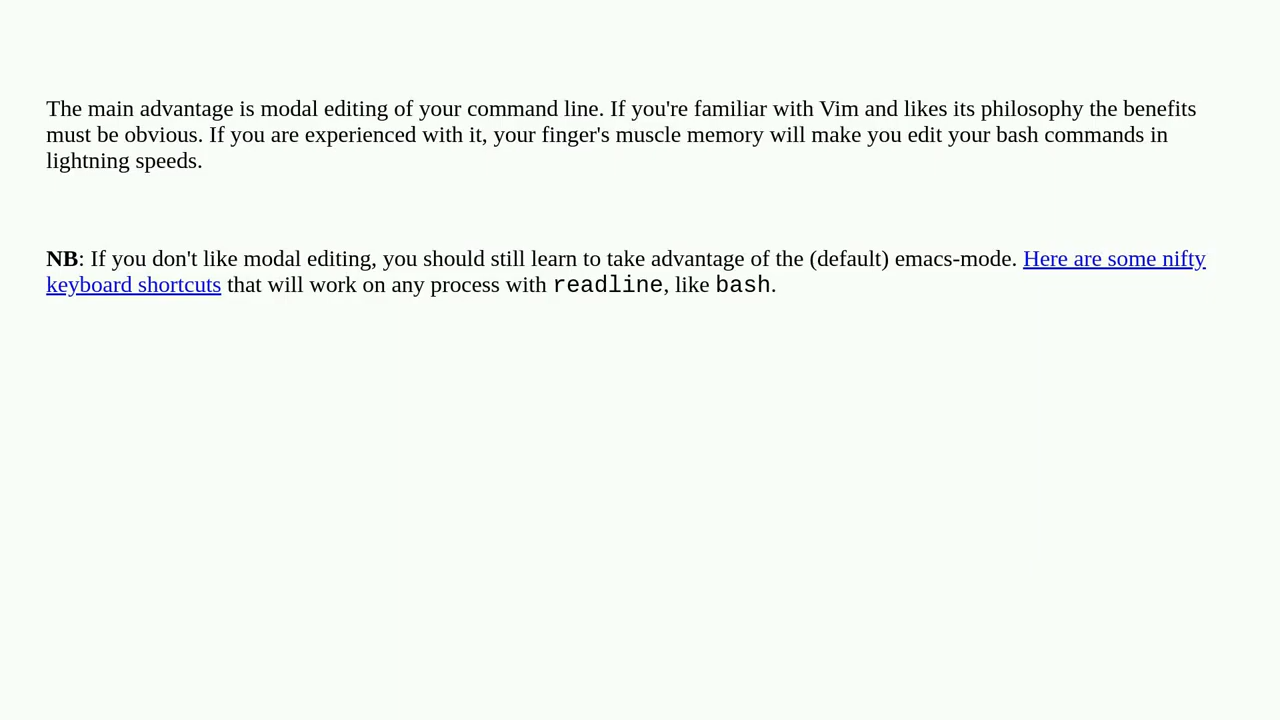 The main advantage is modal editing of your command line. If you're familiar with Vim and likes its philosophy the benefits
must be obvious. If you are experienced with it, your finger's muscle memory will make you edit your bash commands in
lightning speeds.
NB: If you don't like modal editing, you should still learn to take advantage of the (default) emacs-mode. Here are some nifty
keyboard shortcuts that will work on any process with readline, like bash.